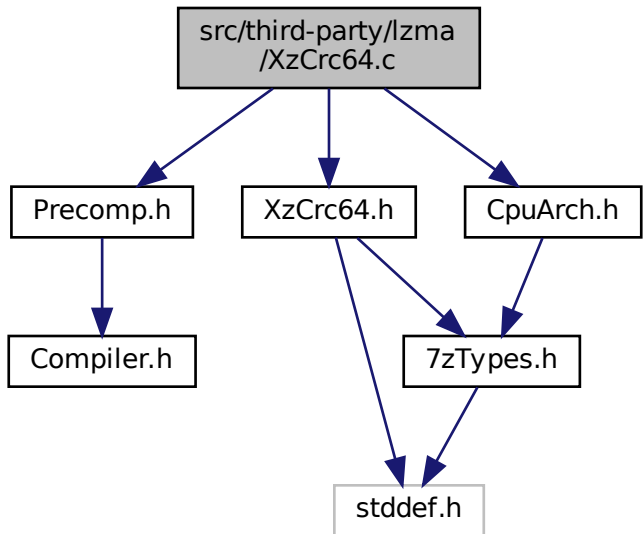 src/third-party/lzma
/XzCrc64.c
Precomp.h
XzCrc64.h
CpuArch.h
Compiler.h
7zTypes.h
stddef.h